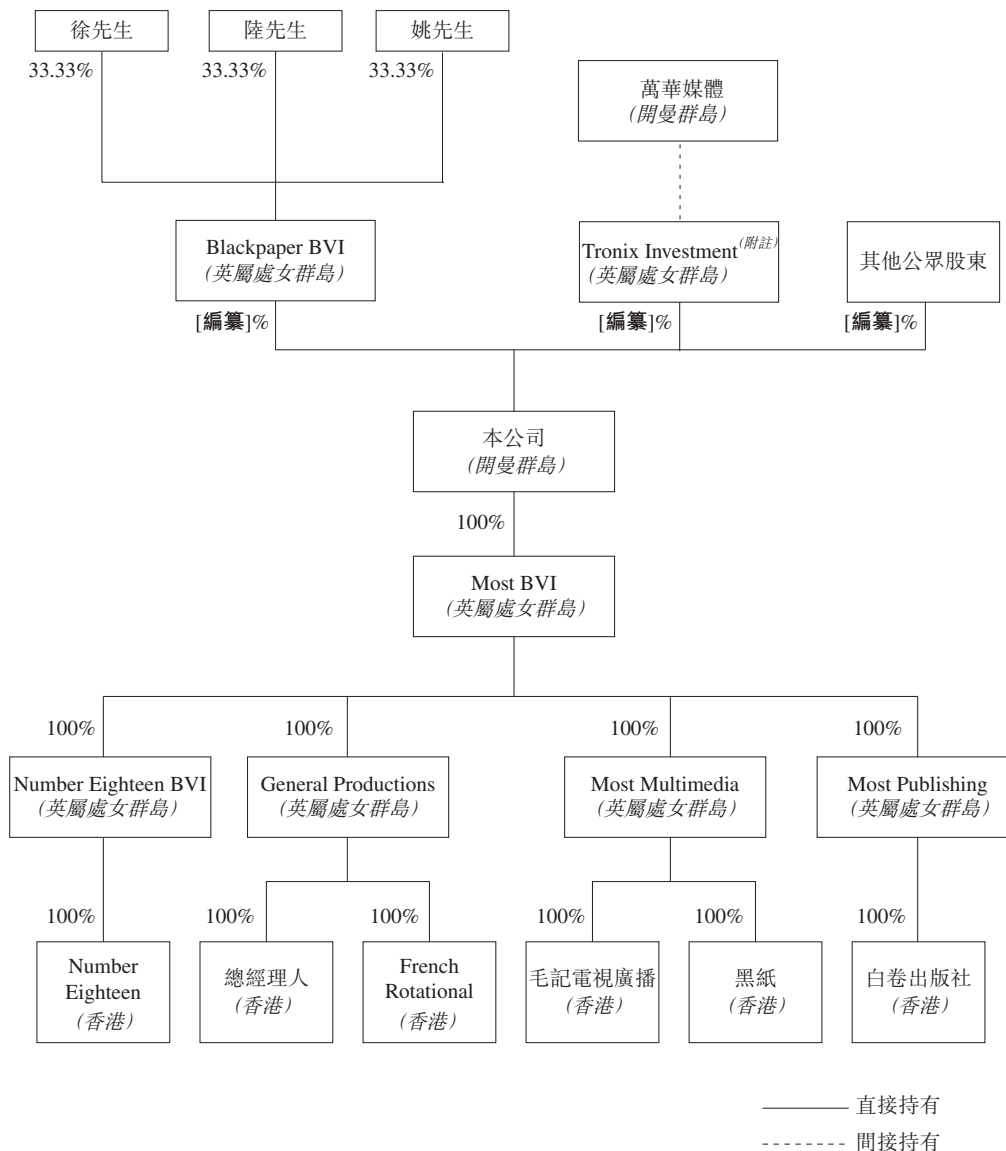 徐先生
陸先生
姚先生
33.33%
33.33%
33.33%
萬華媒體
(開曼群島)
Blackpaper BVI
(英屬處女群島)
Tronix Investment(附註)
(英屬處女群島)
其他公眾股東
[編纂]%
[編纂]%
[編纂]%
本公司
(開曼群島)
100%
Most BVI
(英屬處女群島)
100%
100%
100%
100%
Number Eighteen BVI
(英屬處女群島)
General Productions
(英屬處女群島)
Most Multimedia
(英屬處女群島)
Most Publishing
(英屬處女群島)
100%
100%
100%
100%
100%
100%
Number
Eighteen
(香港)
總經理人
(香港)
French
Rotational
(香港)
毛記電視廣播
(香港)
黑紙
(香港)
白卷出版社
(香港)
直接持有
間接持有